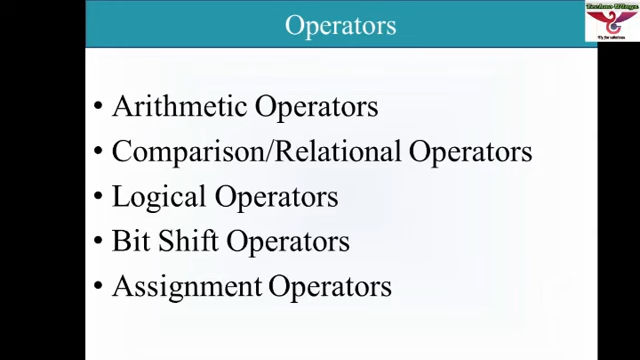 Operators
• Arithmetic Operators
• Comparison/Relational Operators
• Logical Operators
• Bit Shift Operators
• Assignment Operators